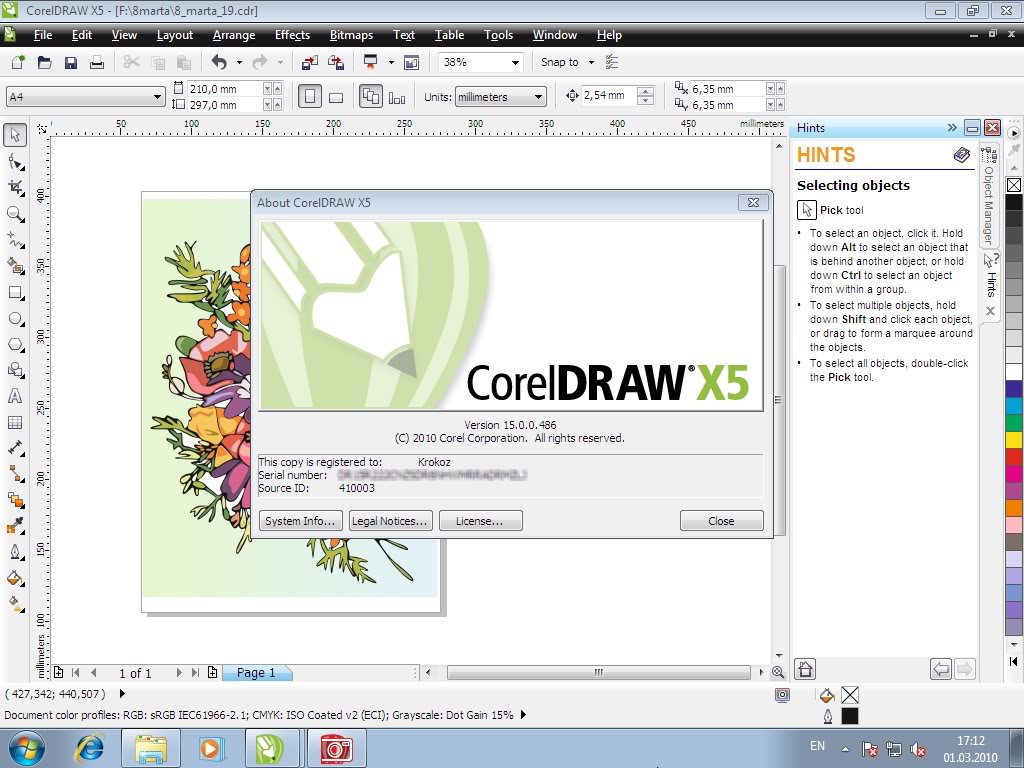 CorelDRAW X5 - [F:\8marta\8_marta_19.cdr]
File Edit View Layout Arrange Effects Bitmaps Text Table Tools Window Help
38% Snap to
A4 210,0 mm 297,0 mm Units: millimeters 2,54 mm 6,35 mm 6,35 mm
50 100 150 200 250 300 350 400 450 millimeters
400
350
300
250
200
150
100
millimeters
About CorelDRAW X5
CorelDRAW® X5
Version 15.0.0.486
(C) 2010 Corel Corporation. All rights reserved.
This copy is registered to: Krokoz
Serial number:
Source ID: 410003
System Info... Legal Notices... License... Close
Hints
HINTS
Selecting objects
Pick tool
• To select an object, click it. Hold
down Alt to select an object that
is behind another object, or hold
down Ctrl to select an object
from within a group.
• To select multiple objects, hold
down Shift and click each object,
or drag to form a marquee around
the objects.
• To select all objects, double-click
the Pick tool.
Object Manager
Hints
1 of 1 Page 1
( 427,342; 440,507 )
Document color profiles: RGB: sRGB IEC61966-2.1; CMYK: ISO Coated v2 (ECI); Grayscale: Dot Gain 15%
EN 17:12
01.03.2010